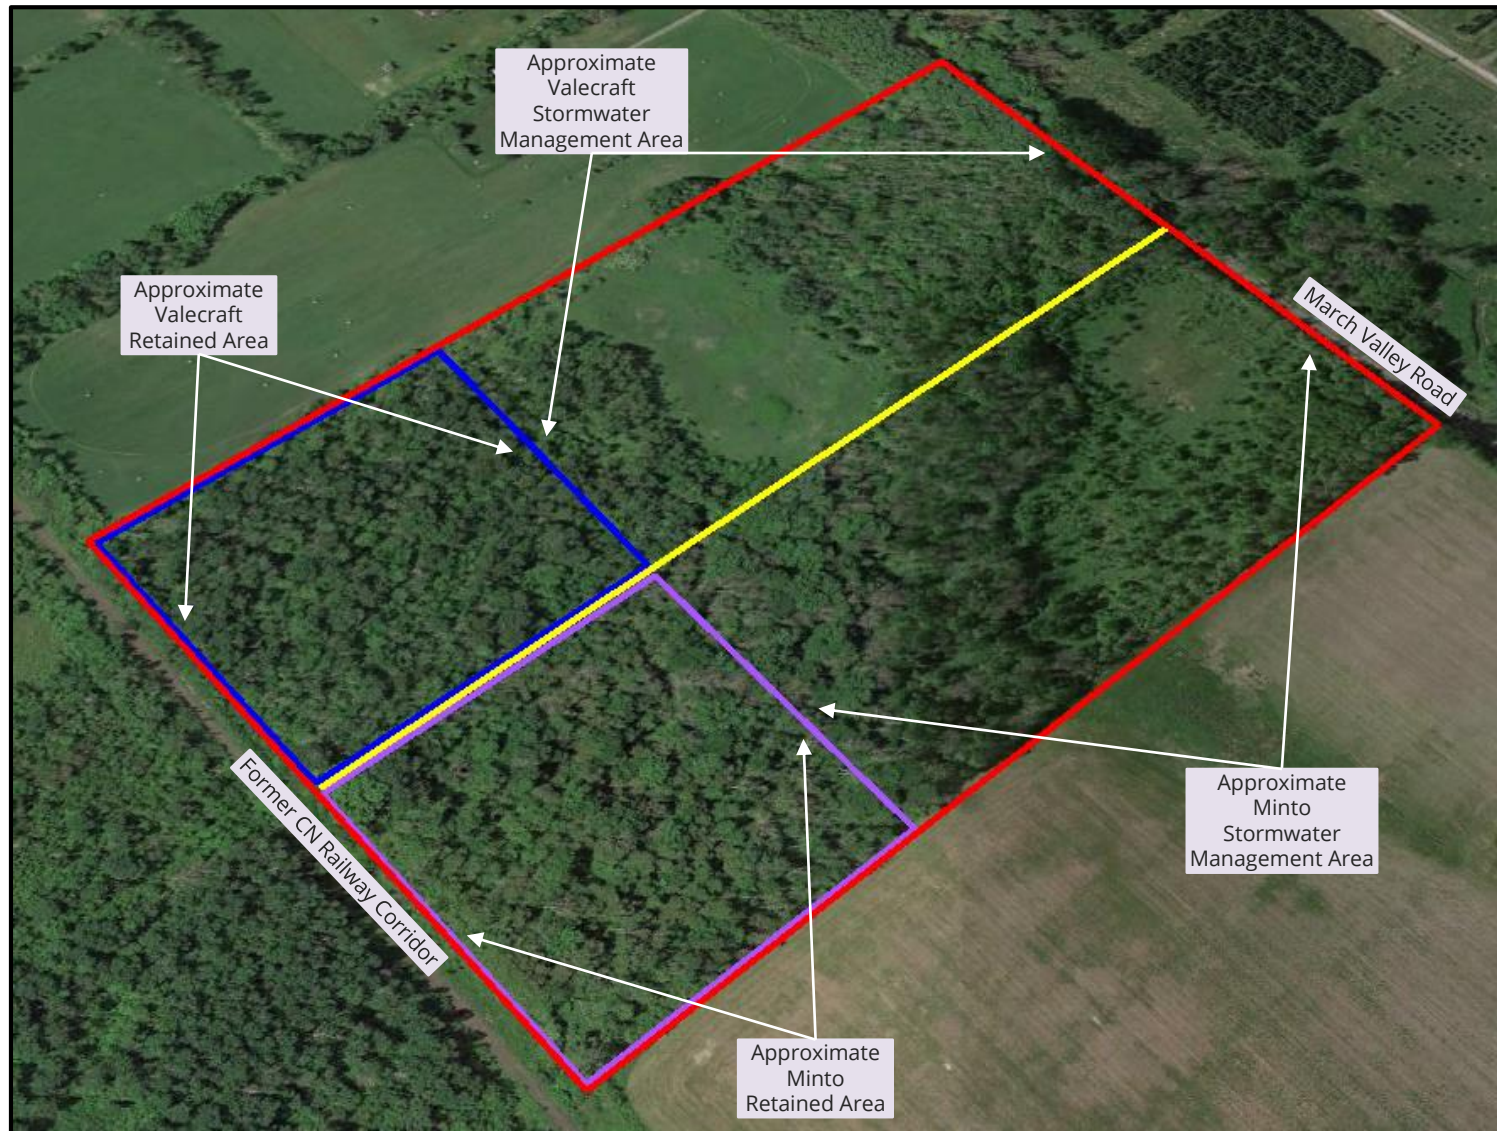 Approximate
Valecraft
Stormwater
Management Area
Approximate
Valecraft
Retained Area
March Valley Road
Former CN Railway Corridor
Approximate
Minto
Stormwater
Management Area
Approximate
Minto
Retained Area